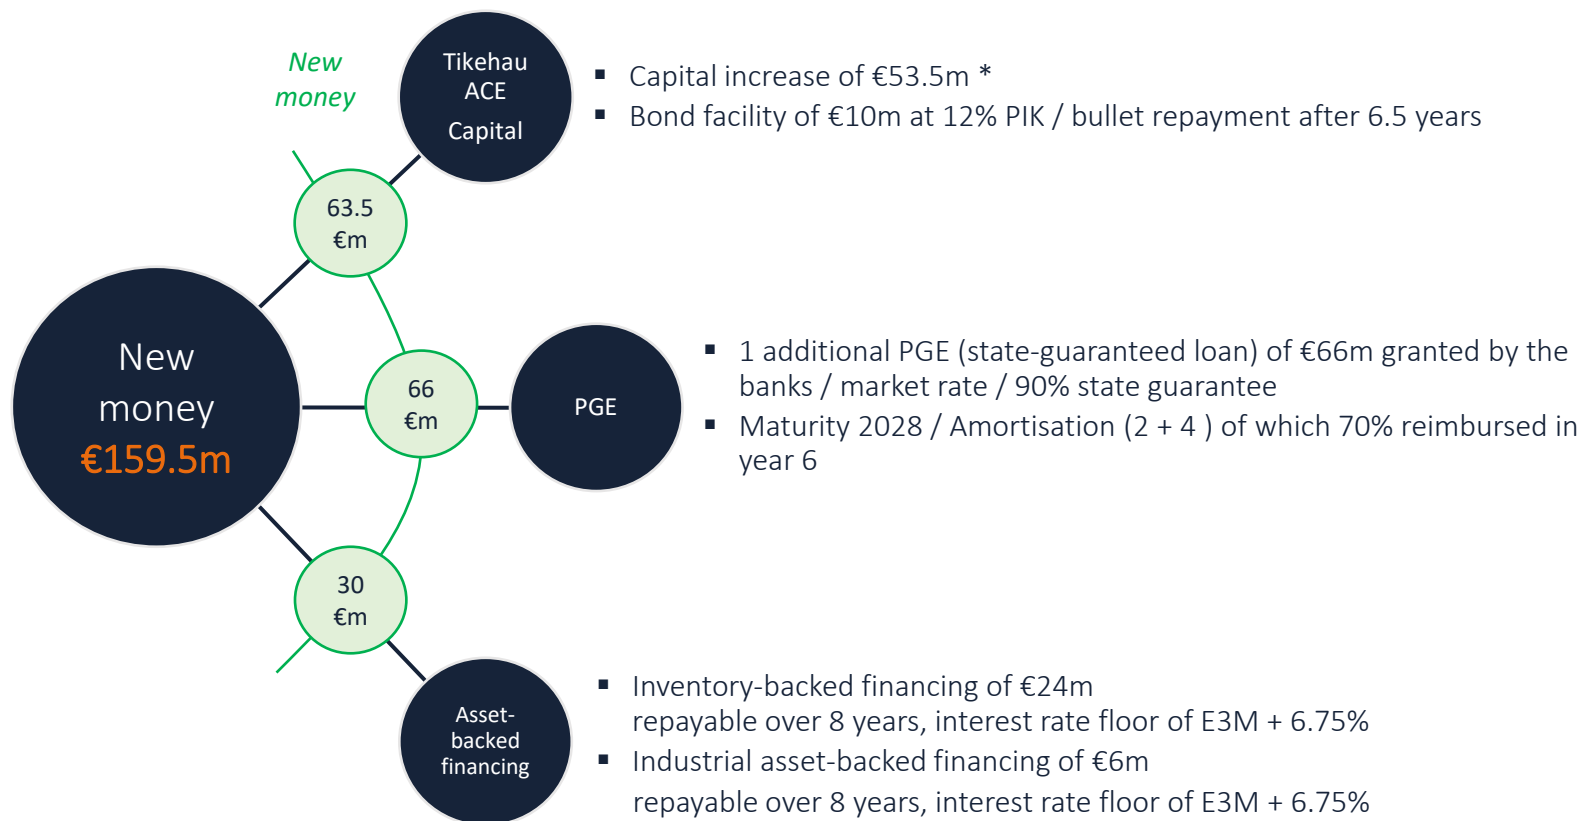 New
money
Tikehau
ACE
Capital
▪ Capital increase of €53.5m *
▪ Bond facility of €10m at 12% PIK / bullet repayment after 6.5 years
63.5
€m
New
money
€159.5m
66
€m
PGE
▪ 1 additional PGE (state-guaranteed loan) of €66m granted by the
banks / market rate / 90% state guarantee
▪ Maturity 2028 / Amortisation (2 + 4 ) of which 70% reimbursed in
year 6
30
€m
Asset-
backed
financing
▪ Inventory-backed financing of €24m
repayable over 8 years, interest rate floor of E3M + 6.75%
▪ Industrial asset-backed financing of €6m
repayable over 8 years, interest rate floor of E3M + 6.75%